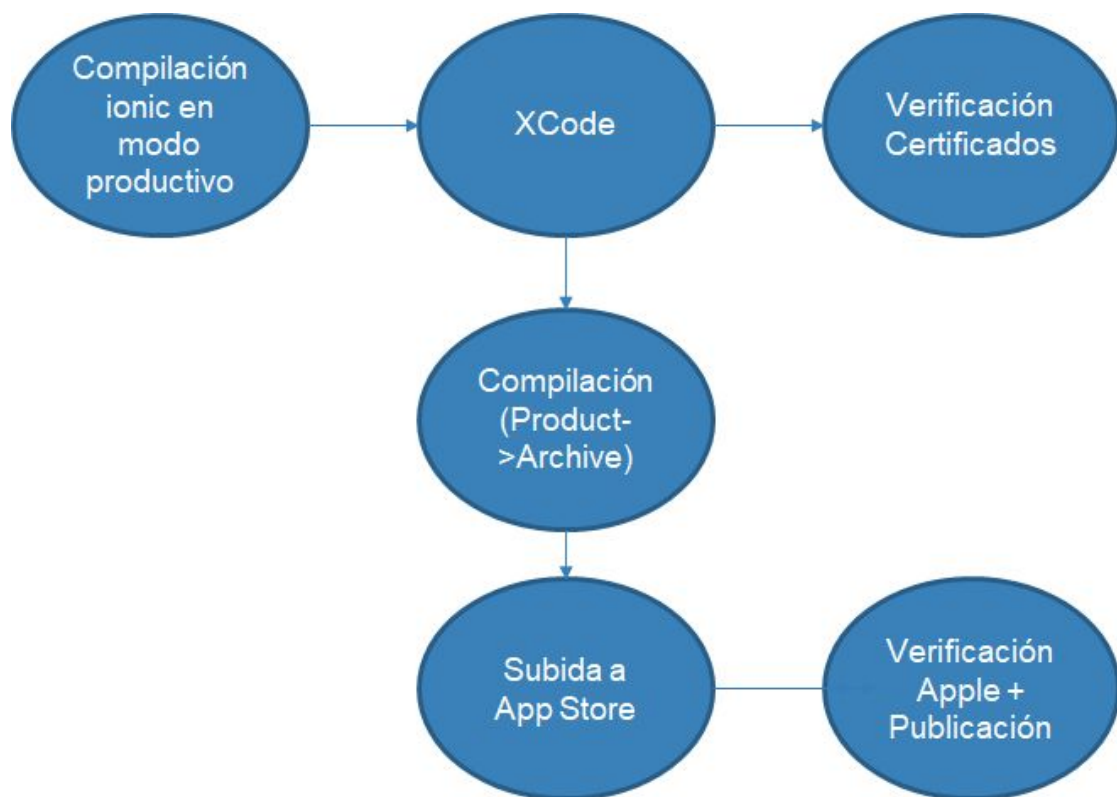 Compilación
ionic en
modo
productivo
XCode
Verificación
Certificados
Compilación
(Product-
>Archive)
Subida a
App Store
Verificación
Apple +
Publicación